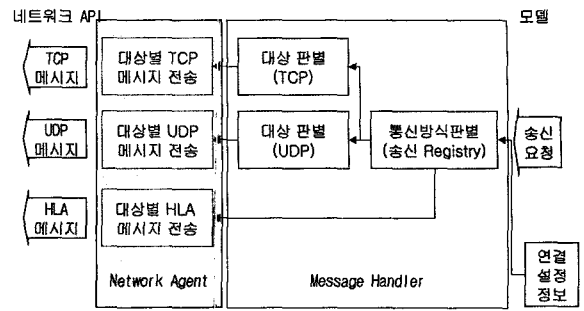 네트워크 API
모델
TCP
메시지
대상별 TCP
메시지 전송
대상 판별
(TCP)
UDP
메시지
대상별 UDP
메시지 전송
대상 판별
(UDP)
통신방식판별
(송신 Registry)
송신
요청
HLA
메시지
대상별 HLA
메시지 전송
Network Agent
Message Handler
연결
설정
정보